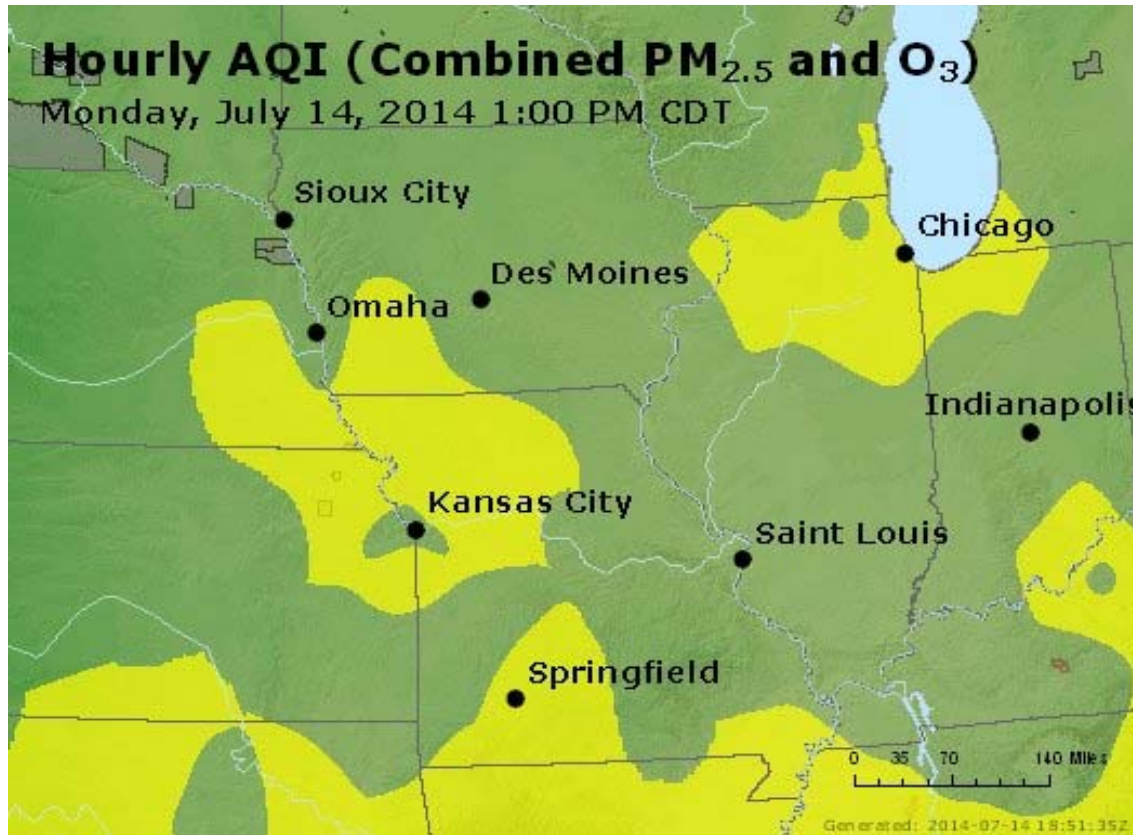 Hourly AQI (Combined PM2.5 and O3)
Monday, July 14, 2014 1:00 PM CDT
Sioux City
Chicago
Des Moines
Omaha
Indianapolis
Kansas City
Saint Louis
Springfield
0 35 70 140 Miles
Generated: 2014-07-14 18:51:35Z